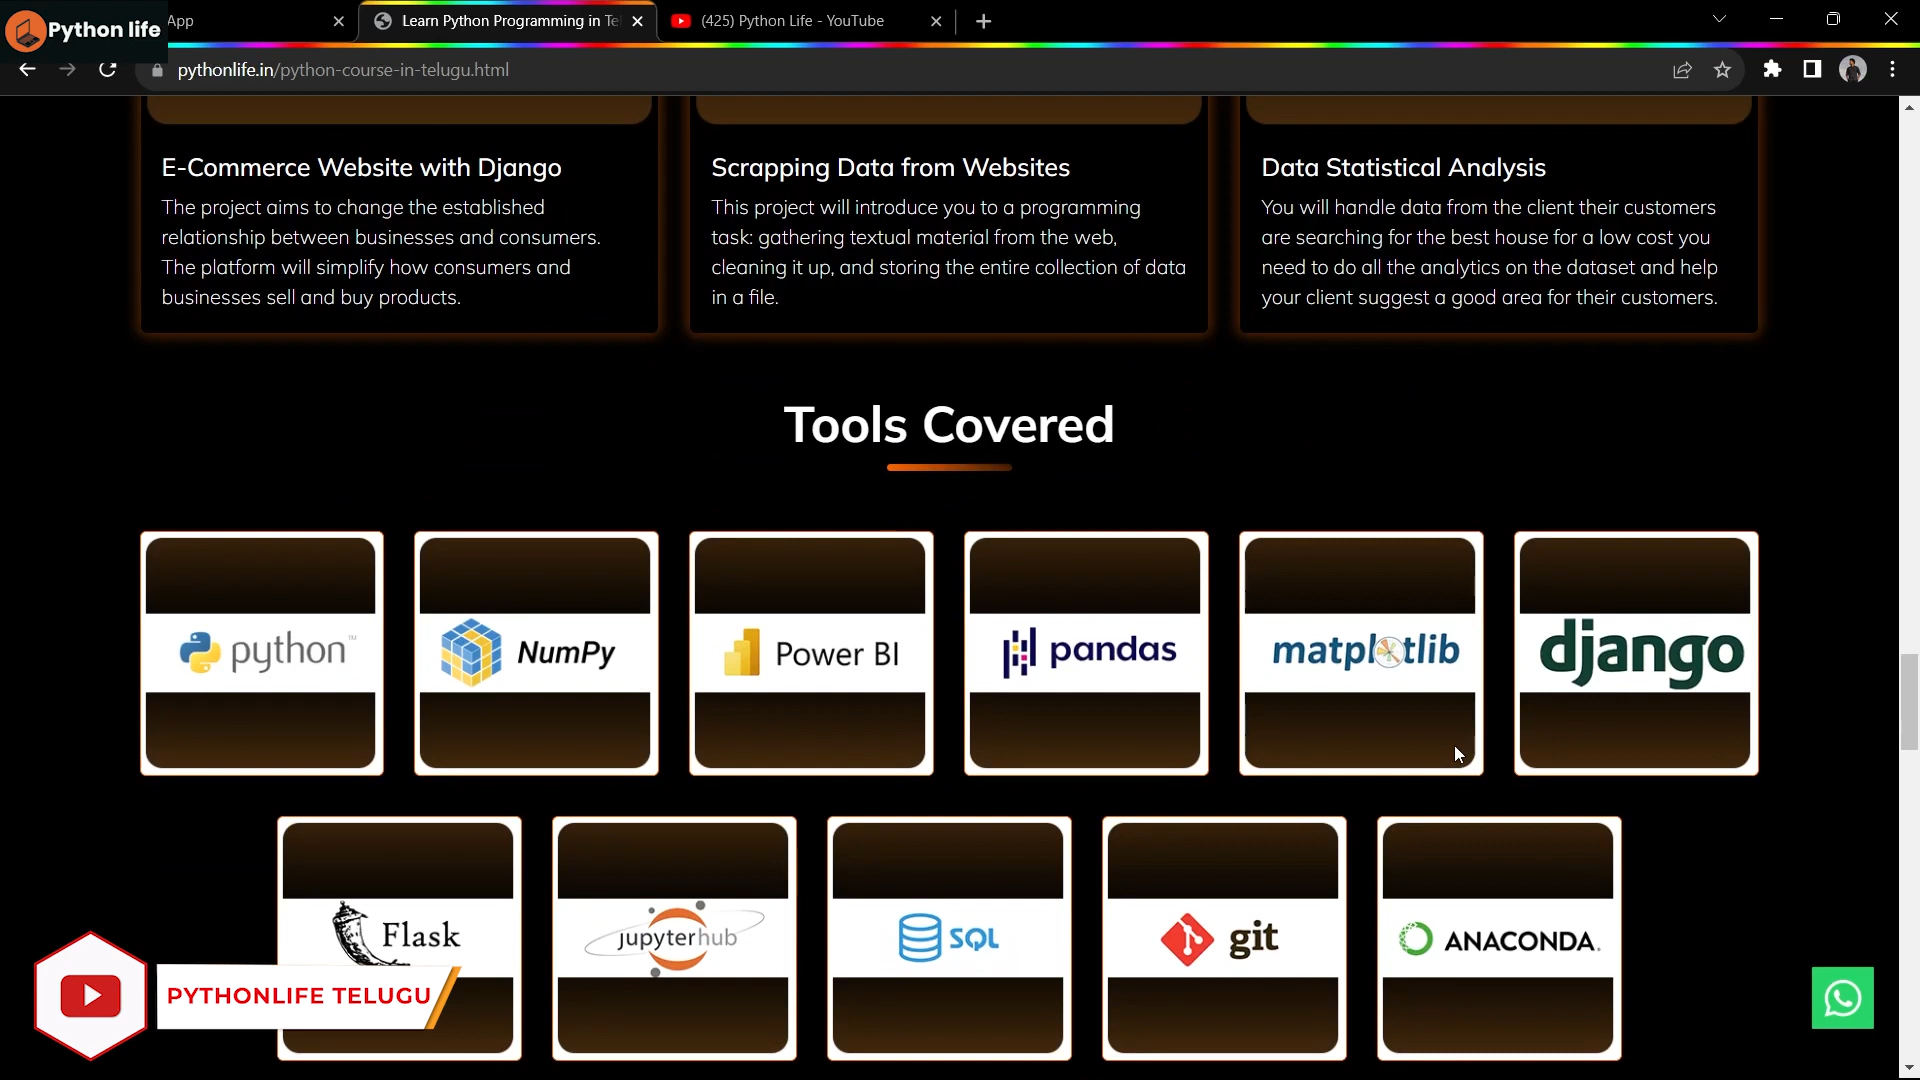 Python life
App
Learn Python Programming in Te
(425) Python Life - YouTube
pythonlife.in/python-course-in-telugu.html
E-Commerce Website with Django
The project aims to change the established
relationship between businesses and consumers.
The platform will simplify how consumers and
businesses sell and buy products.
Scrapping Data from Websites
This project will introduce you to a programming
task: gathering textual material from the web,
cleaning it up, and storing the entire collection of data
in a file.
Data Statistical Analysis
You will handle data from the client their customers
are searching for the best house for a low cost you
need to do all the analytics on the dataset and help
your client suggest a good area for their customers.
Tools Covered
python™
NumPy
Power BI
pandas
matplotlib
django
Flask
jupyterhub
SQL
git
ANACONDA.
PYTHONLIFE TELUGU